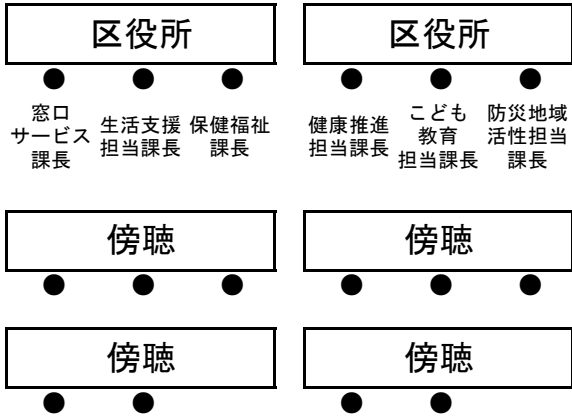 区役所
区役所
窓口
サービス
課長
生活支援
担当課長
保健福祉
課長
健康推進
担当課長
こども
教育
担当課長
防災地域
活性担当
課長
傍聴
傍聴
傍聴
傍聴